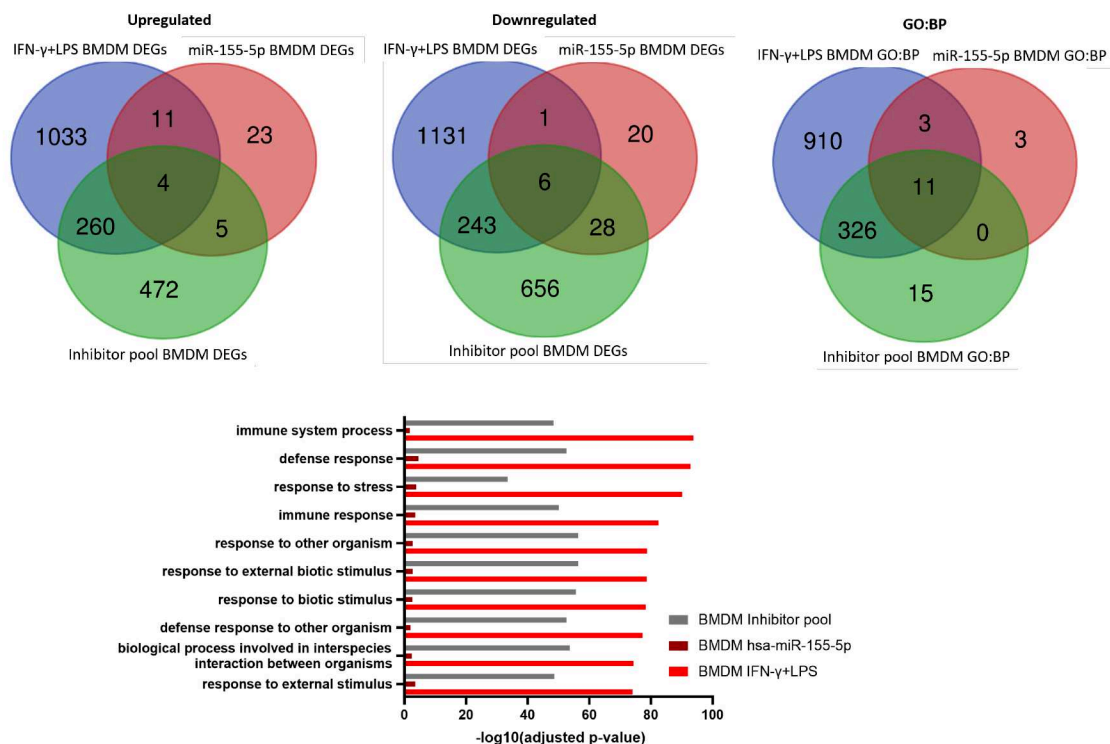 Upregulated
IFN-γ+LPS BMDM DEGs
miR-155-5p BMDM DEGs
1033
11
23
4
260
5
472
Inhibitor pool BMDM DEGs
Downregulated
IFN-γ+LPS BMDM DEGs
miR-155-5p BMDM DEGs
1131
1
20
6
243
28
656
Inhibitor pool BMDM DEGs
GO:BP
IFN-γ+LPS BMDM GO:BP
miR-155-5p BMDM GO:BP
910
3
3
11
326
0
15
Inhibitor pool BMDM GO:BP
immune system process
defense response
response to stress
immune response
response to other organism
response to external biotic stimulus
response to biotic stimulus
defense response to other organism
biological process involved in interspecies
interaction between organisms
response to external stimulus
0 20 40 60 80 100
-log10(adjusted p-value)
BMDM Inhibitor pool
BMDM hsa-miR-155-5p
BMDM IFN-γ+LPS